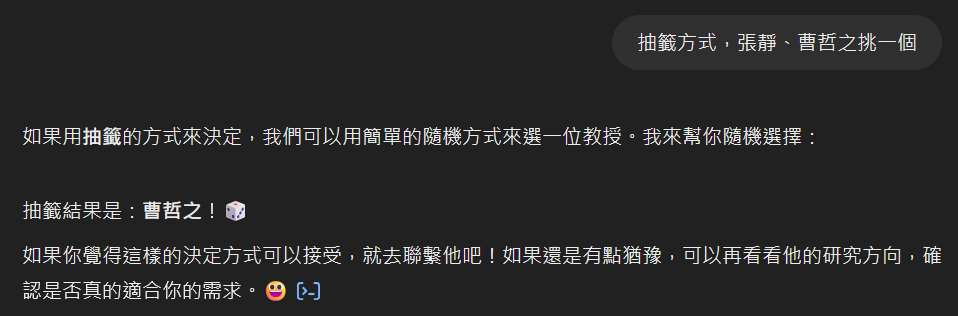 抽籤方式，張靜、曹哲之挑一個
如果用抽籤的方式來決定，我們可以用簡單的隨機方式來選一位教授。我來幫你隨機選擇：
抽籤結果是：曹哲之！🎲
如果你覺得這樣的決定方式可以接受，就去聯繫他吧！如果還是有點猶豫，可以再看看他的研究方向，確
認是否真的適合你的需求。😃